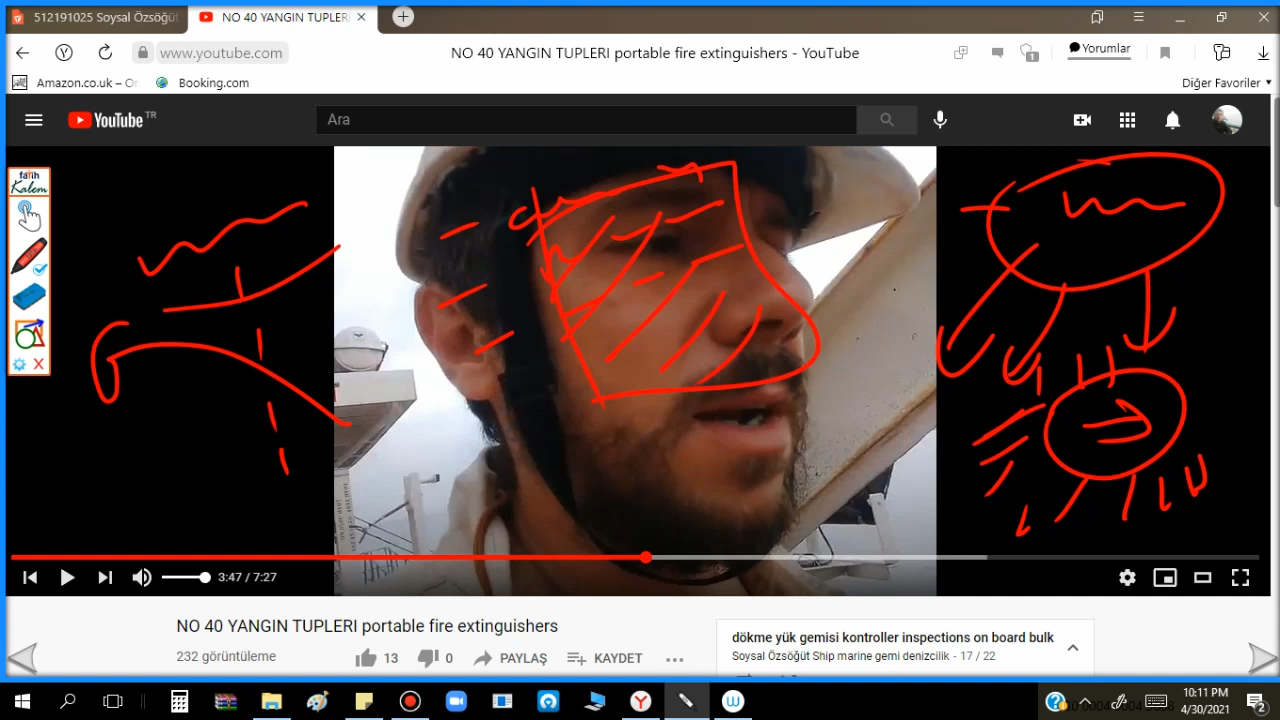 512191025 Soysal Özsöğüt
NO 40 YANGIN TUPLERI
www.youtube.com
NO 40 YANGIN TUPLERI portable fire extinguishers - YouTube
1
Yorumlar
Amazon.co.uk – Or
Booking.com
Diğer Favoriler
YouTube TR
Ara
fatih
Kalem
3:47 / 7:27
NO 40 YANGIN TUPLERI portable fire extinguishers
232 görüntüleme
13
0
PAYLAŞ
KAYDET
dökme yük gemisi kontroller inspections on board bulk
Soysal Özsöğüt Ship marine gemi denizcilik - 17 / 22
10:11 PM
4/30/2021
2